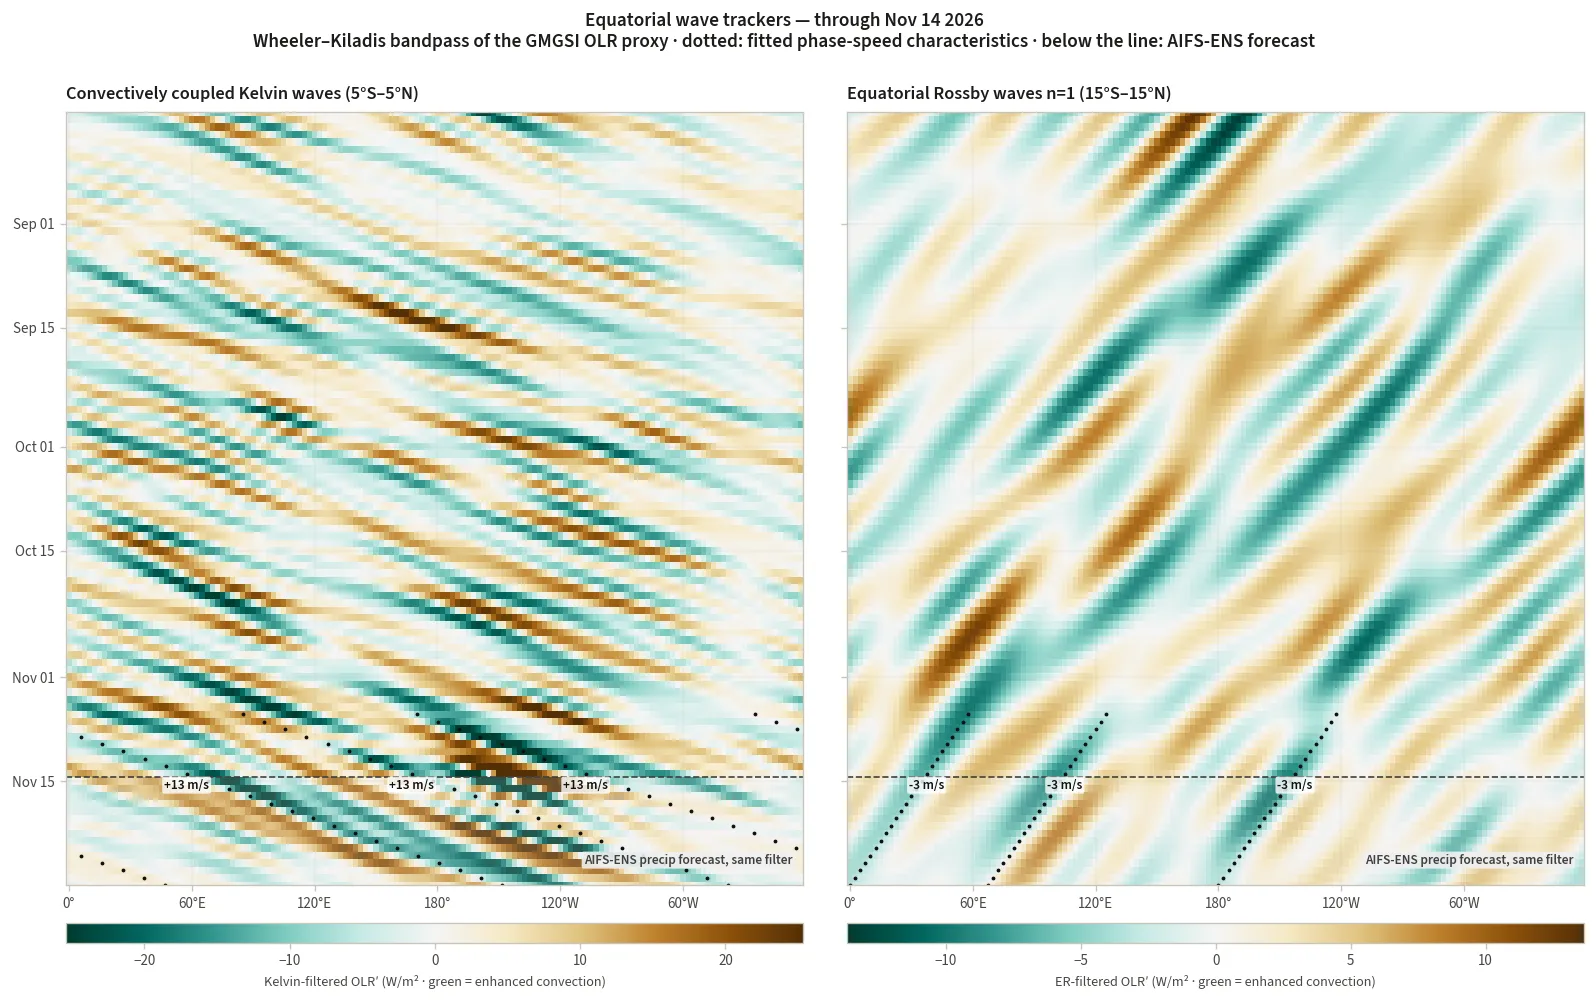 Equatorial wave trackers — through Nov 14 2026
Wheeler–Kiladis bandpass of the GMGSI OLR proxy · dotted: fitted phase-speed characteristics · below the line: AIFS-ENS forecast
Convectively coupled Kelvin waves (5°S–5°N)
Sep 01
Sep 15
Oct 01
Oct 15
Nov 01
Nov 15
+13 m/s
+13 m/s
+13 m/s
AIFS-ENS precip forecast, same filter
0°
60°E
120°E
180°
120°W
60°W
−20
−10
0
10
20
Kelvin-filtered OLR′ (W/m² · green = enhanced convection)
Equatorial Rossby waves n=1 (15°S–15°N)
-3 m/s
-3 m/s
-3 m/s
AIFS-ENS precip forecast, same filter
0°
60°E
120°E
180°
120°W
60°W
−10
−5
0
5
10
ER-filtered OLR′ (W/m² · green = enhanced convection)